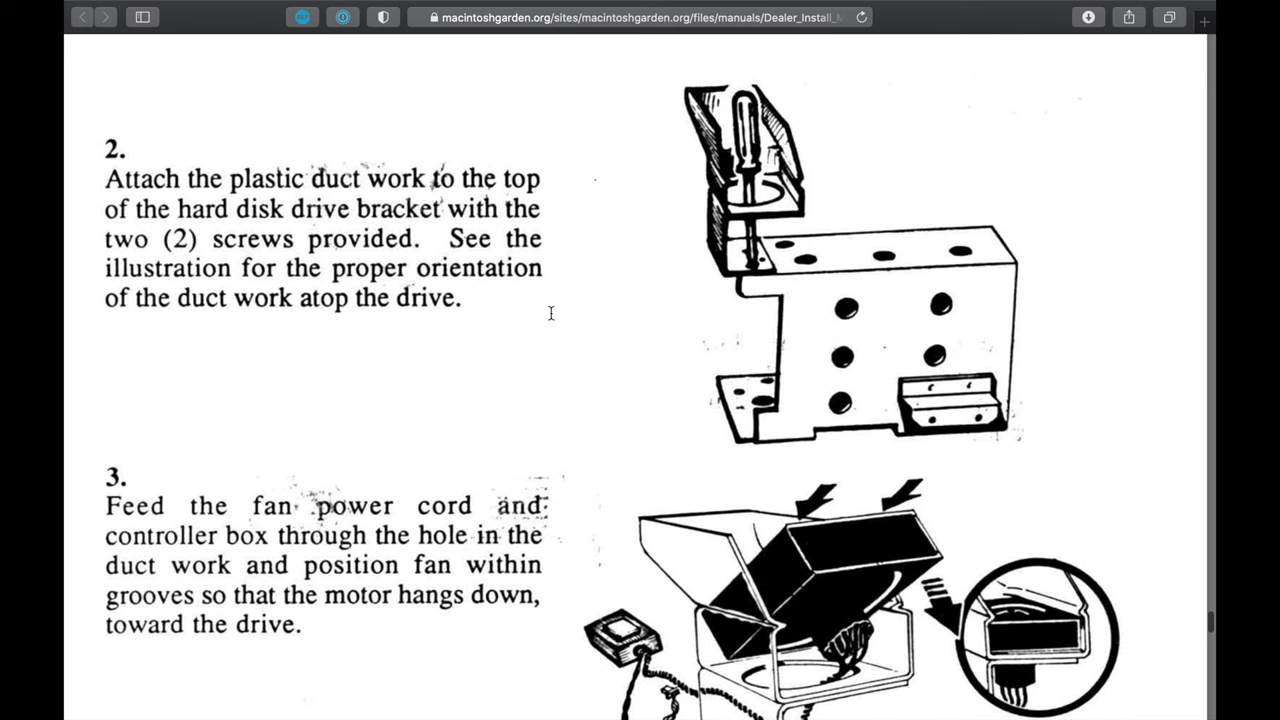 macintoshgarden.org/sites/macintoshgarden.org/files/manuals/Dealer_Install_
2.
Attach the plastic duct work to the top
of the hard disk drive bracket with the
two (2) screws provided. See the
illustration for the proper orientation
of the duct work atop the drive.
3.
Feed the fan power cord and
controller box through the hole in the
duct work and position fan within
grooves so that the motor hangs down,
toward the drive.